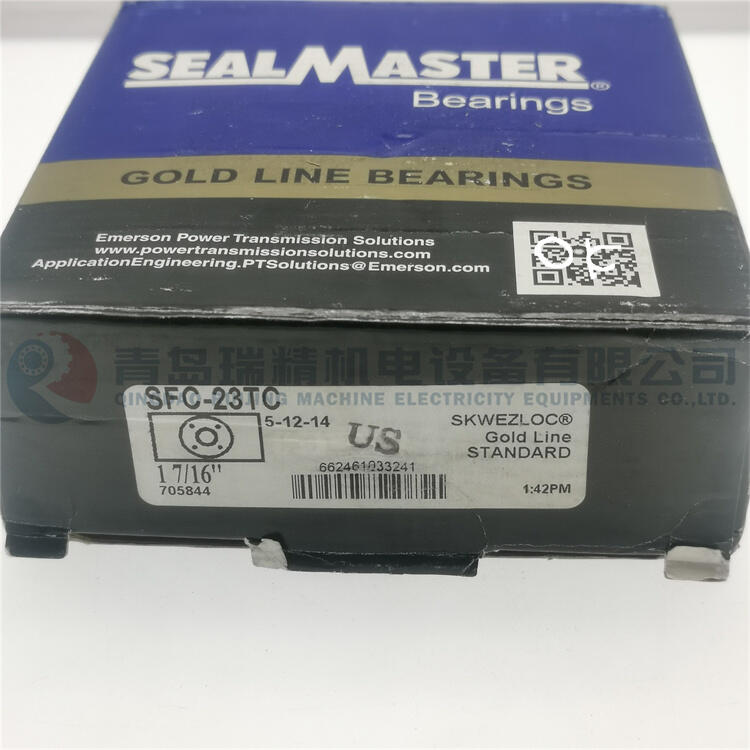 SEALMASTER®
Bearings
GOLD LINE BEARINGS
Emerson Power Transmission Solutions
www.powertransmissionsolutions.com
ApplicationEngineering.PTSolutions@Emerson.com
青岛瑞精机电设备有限公司
MACHINE ELECTRICITY EQUIPMENTS CO.,LTD.
SFC-23TC
5-12-14
US
SKWEZLOC®
Gold Line
STANDARD
1 7/16"
705844
662461033241
1:42PM